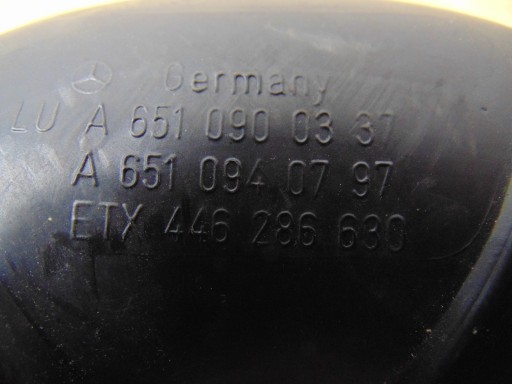 Germany
LU A 651 090 03 37
A 651 094 07 97
ETX 446 286 630